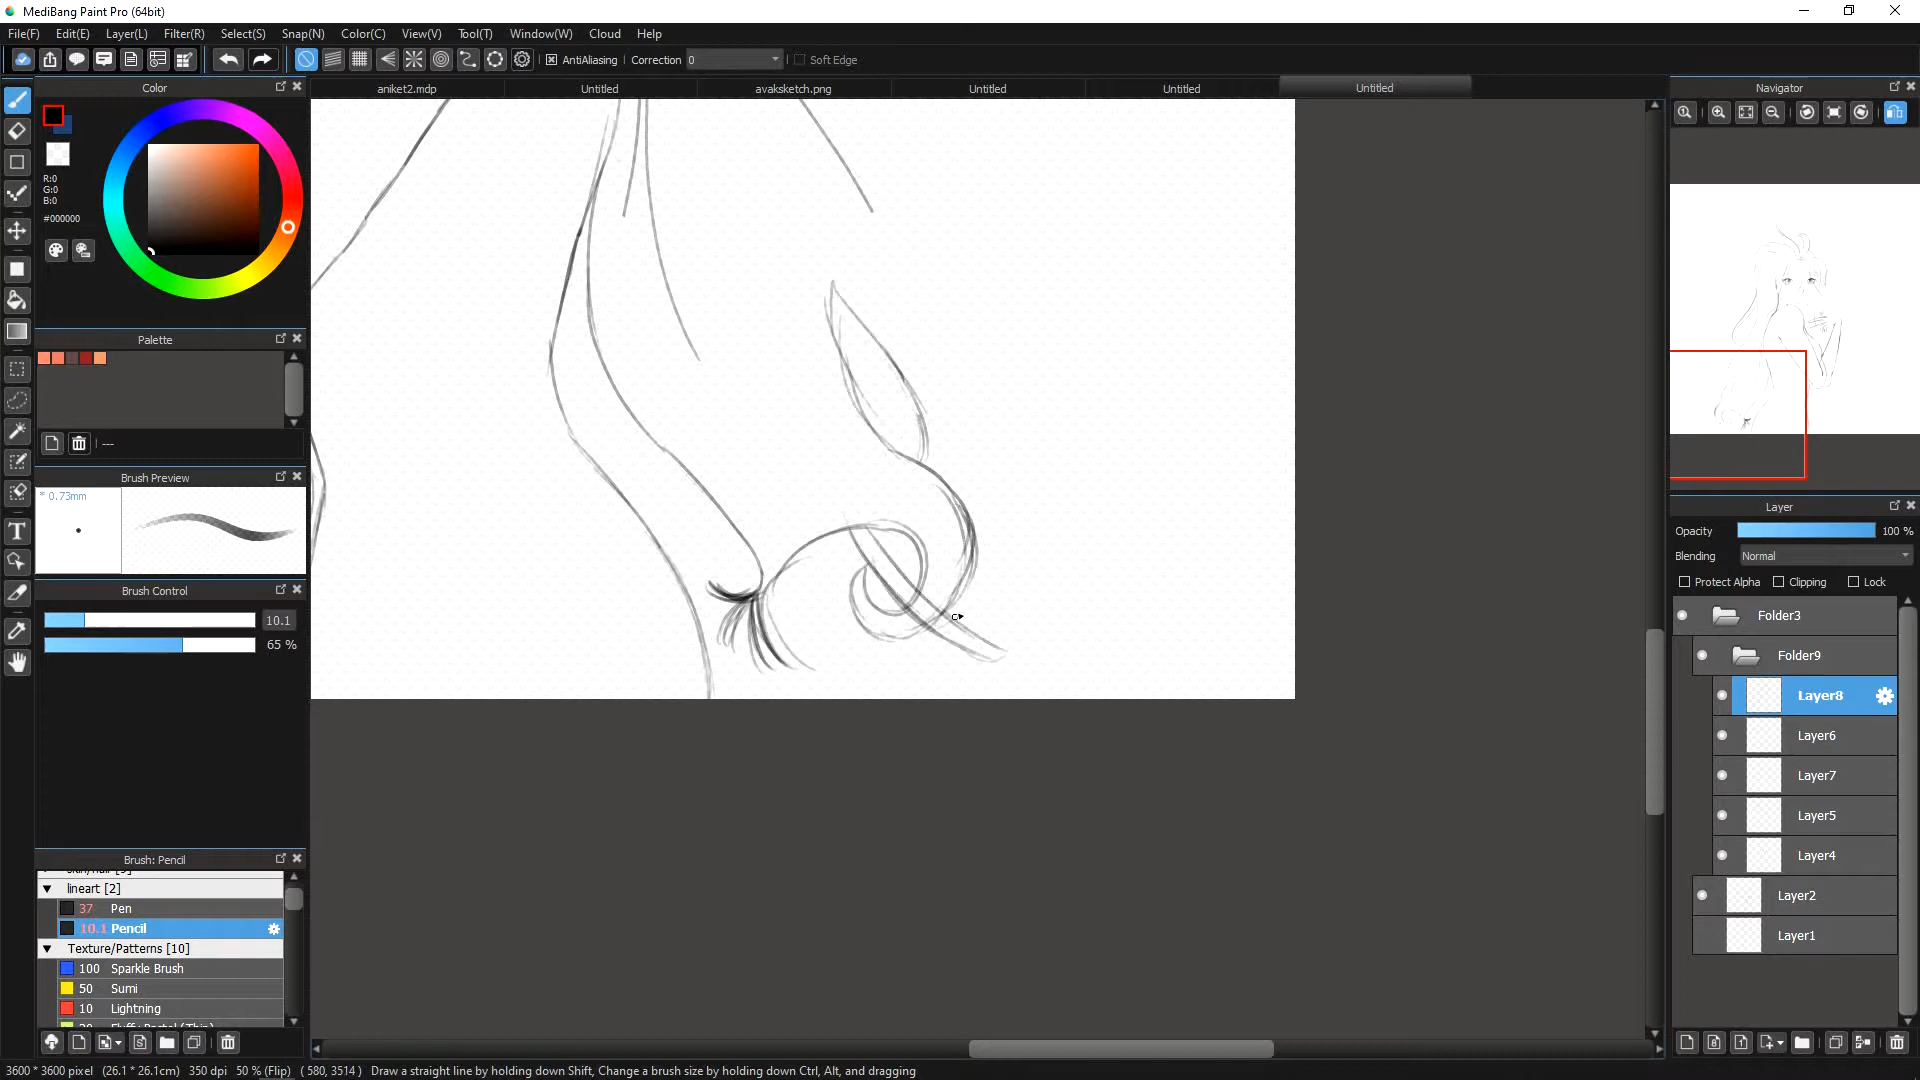 MediBang Paint Pro (64bit)
File(F) Edit(E) Layer(L) Filter(R) Select(S) Snap(N) Color(C) View(V) Tool(T) Window(W) Cloud Help
AntiAliasing Correction 0 Soft Edge
Color
aniket2.mdp Untitled avaksketch.png Untitled Untitled Untitled
Navigator
R:0
G:0
B:0
#000000
Palette
---
Brush Preview
* 0.73mm
Brush Control
10.1
65 %
Layer
Opacity 100 %
Blending Normal
Protect Alpha Clipping Lock
Folder3
Folder9
Layer8
Layer6
Layer7
Layer5
Layer4
Layer2
Layer1
Brush: Pencil
lineart [2]
37 Pen
10.1 Pencil
Texture/Patterns [10]
100 Sparkle Brush
50 Sumi
10 Lightning
3600 * 3600 pixel (26.1 * 26.1cm) 350 dpi 50 % (Flip) ( 580, 3514 ) Draw a straight line by holding down Shift, Change a brush size by holding down Ctrl, Alt, and dragging